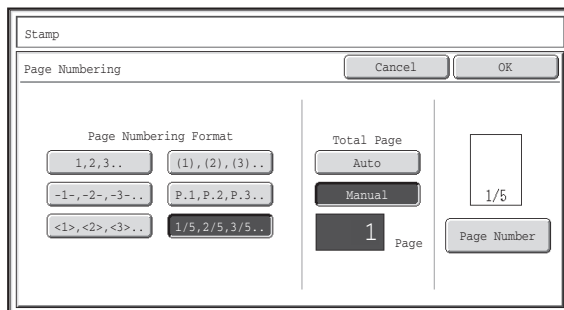 Stamp
Page Numbering
Cancel
OK
Page Numbering Format
1,2,3..
(1),(2),(3)..
-1-,-2-,-3-..
P.1,P.2,P.3..
<1>,<2>,<3>..
1/5,2/5,3/5..
Total Page
Auto
Manual
1 Page
1/5
Page Number